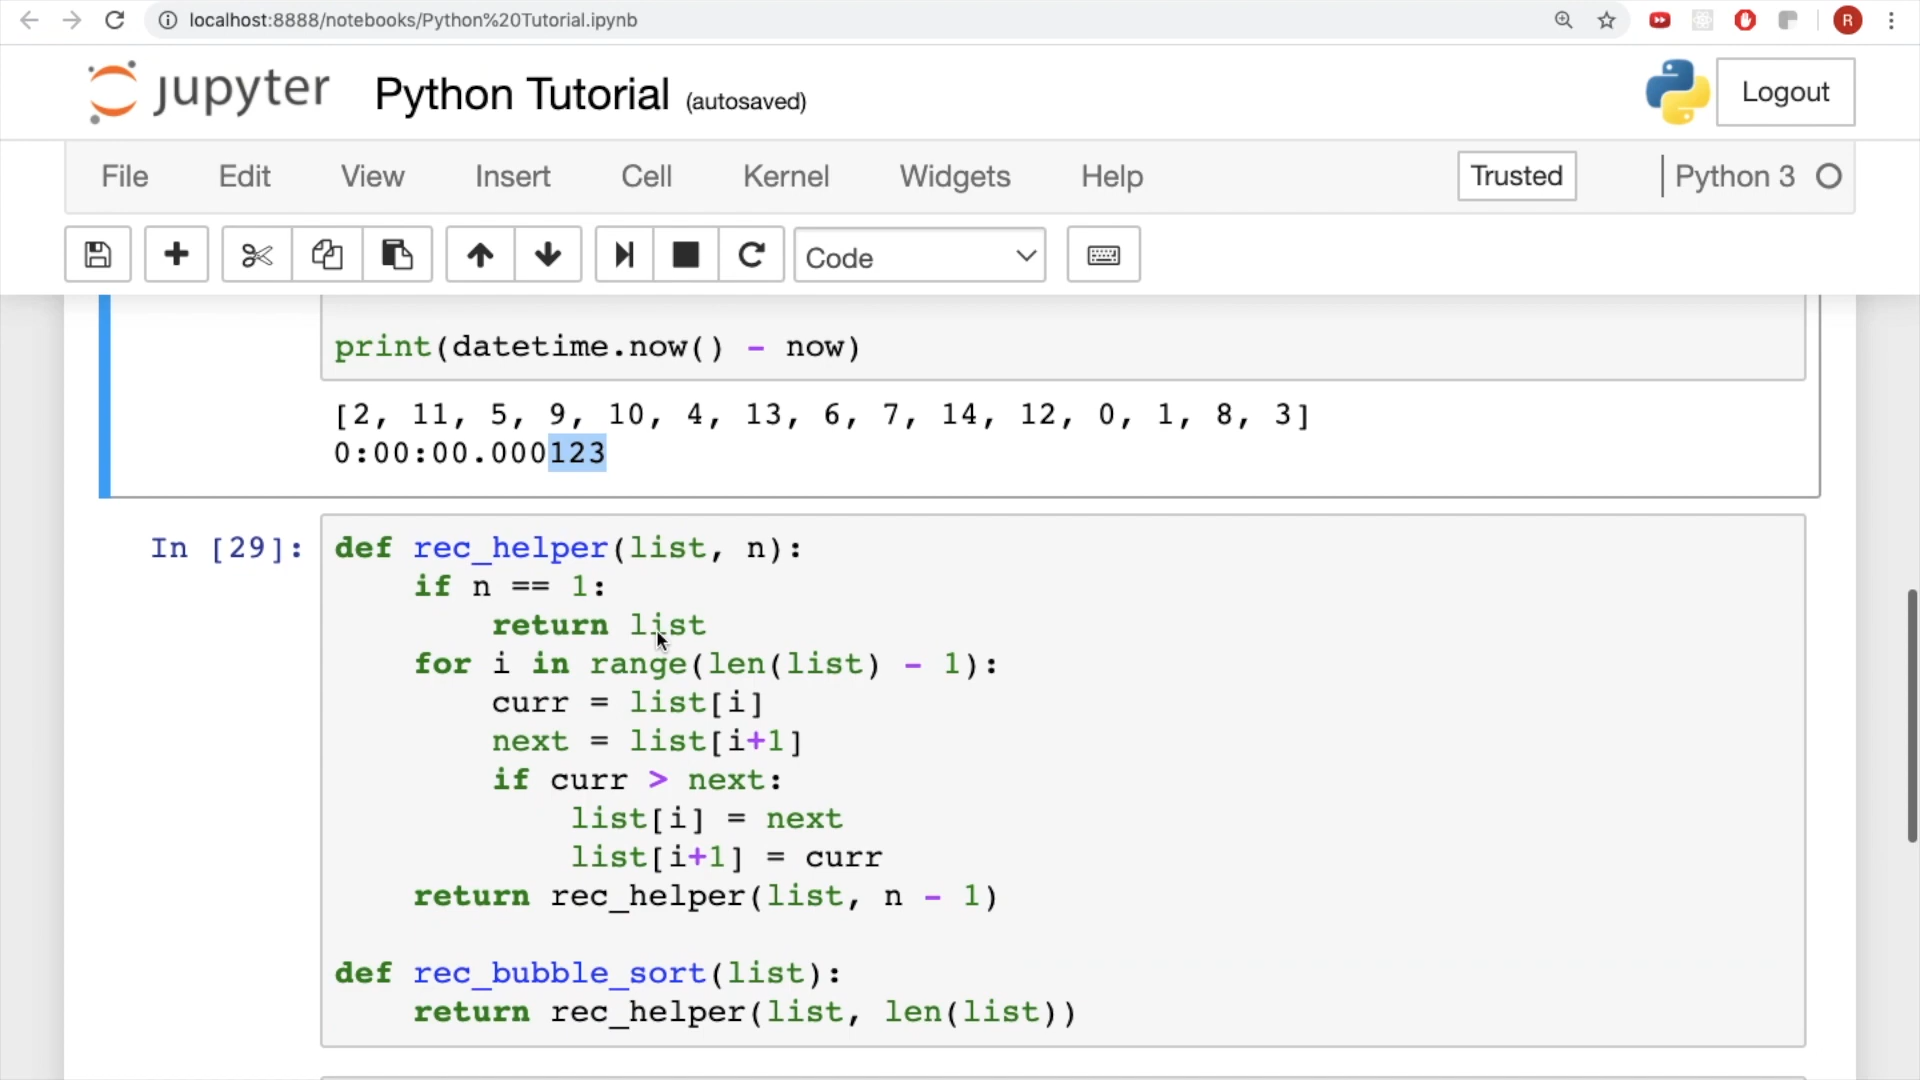 localhost:8888/notebooks/Python%20Tutorial.ipynb
R
jupyter Python Tutorial (autosaved)
Logout
File Edit View Insert Cell Kernel Widgets Help
Trusted
Python 3
Code
print(datetime.now() - now)
[2, 11, 5, 9, 10, 4, 13, 6, 7, 14, 12, 0, 1, 8, 3]
0:00:00.000123
In [29]:
def rec_helper(list, n):
    if n == 1:
        return list
    for i in range(len(list) - 1):
        curr = list[i]
        next = list[i+1]
        if curr > next:
            list[i] = next
            list[i+1] = curr
    return rec_helper(list, n - 1)
def rec_bubble_sort(list):
    return rec_helper(list, len(list))